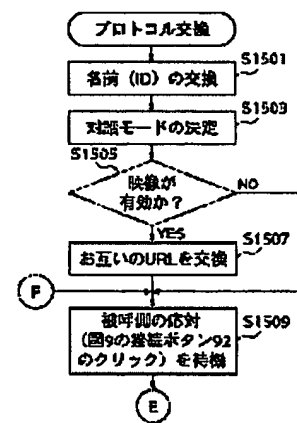 プロトコル交換
S1501
名前（ID）の交換
S1503
対話モードの決定
S1505
映像が
有効か？
NO
YES
S1507
お互いのURLを交換
F
S1509
被呼側の応対
（図9の接続ボタン92
のクリック）を待機
E